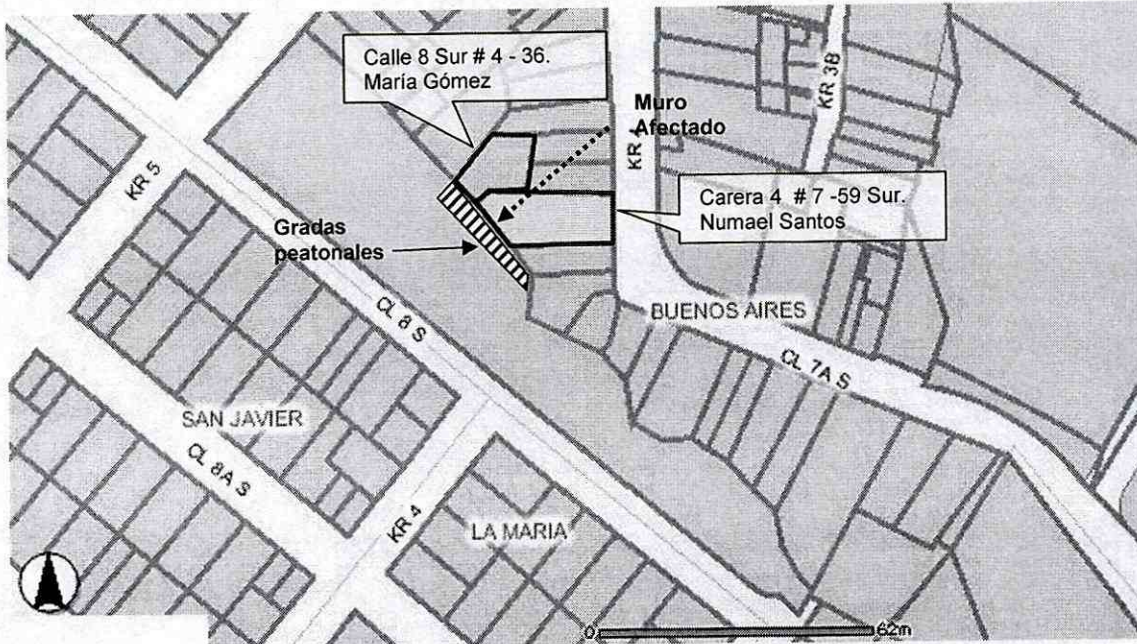 Calle 8 Sur # 4 - 36.
María Gómez
Muro
Afectado
KR 3B
KR 5
KR 4
Carera 4 # 7 -59 Sur.
Numael Santos
Gradas
peatonales
BUENOS AIRES
CL 8 S
CL 7A S
SAN JAVIER
CL 8A S
KR 4
LA MARIA
0
62m